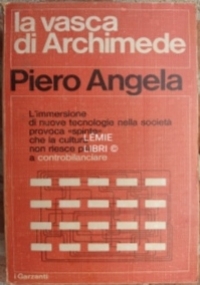 la vasca
di Archimede
Piero Angela
L'immersione
di nuove tecnologie nella società
provoca «spinte»
che la cultura
non riesce più
a controbilanciare
LEMIE
LIBRI ©
i Garzanti